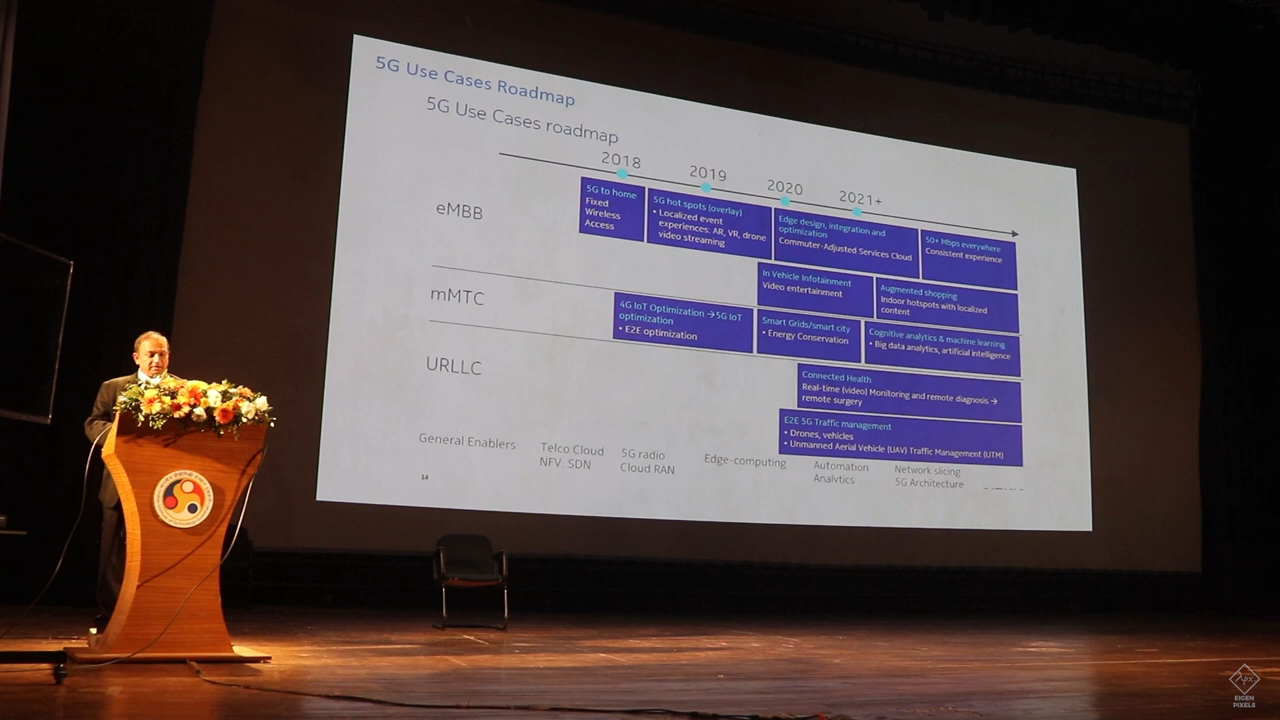 5G Use Cases Roadmap
5G Use Cases roadmap
2018
2019
2020
2021+
eMBB
5G to home
Fixed
Wireless
Access
5G hot spots (overlay)
• Localized event
experiences: AR, VR, drone
video streaming
Edge design, integration and
optimization
Commuter-Adjusted Services Cloud
50+ Mbps everywhere
Consistent experience
In Vehicle Infotainment
Video entertainment
Augmented shopping
Indoor hotspots with localized
content
mMTC
4G IoT Optimization →5G IoT
optimization
• E2E optimization
Smart Grids/smart city
• Energy Conservation
Cognitive analytics & machine learning
• Big data analytics, artificial intelligence
URLLC
Connected Health
Real-time (video) Monitoring and remote diagnosis →
remote surgery
E2E 5G Traffic management
• Drones, vehicles
• Unmanned Aerial Vehicle (UAV) Traffic Management (UTM)
General Enablers:
Telco Cloud
NFV. SDN
5G radio
Cloud RAN
Edge-computing
Automation
Analytics
Network slicing
5G Architecture
14
EIGEN
PIXELS